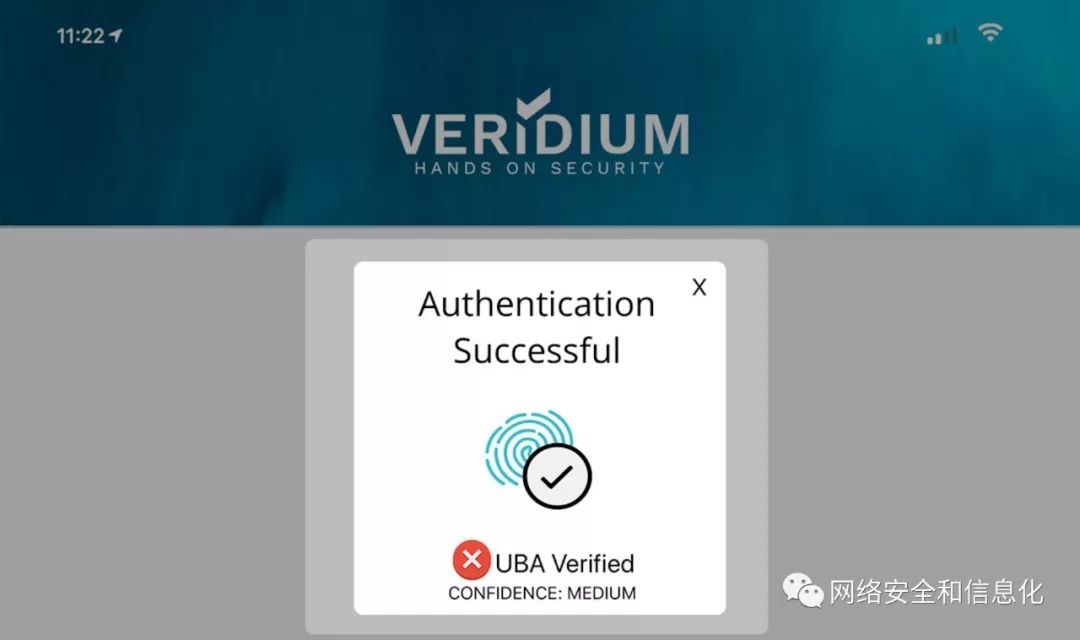 11:22
VERIDIUM
HANDS ON SECURITY
X
Authentication
Successful
UBA Verified
CONFIDENCE: MEDIUM
网络安全和信息化